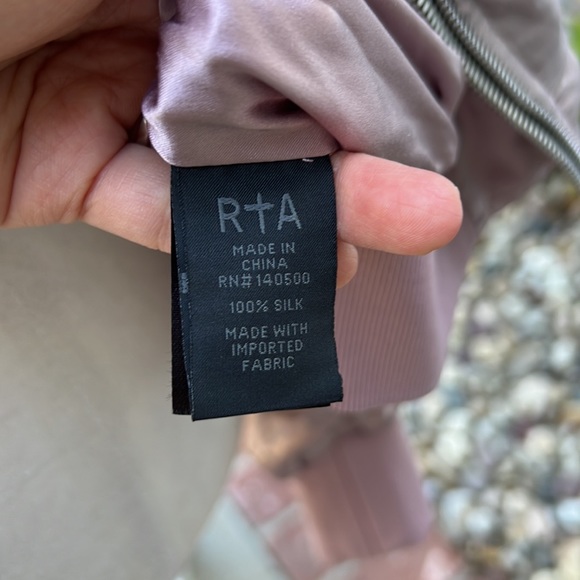 R†A
MADE IN
CHINA
RN# 140500
100% SILK
MADE WITH
IMPORTED
FABRIC